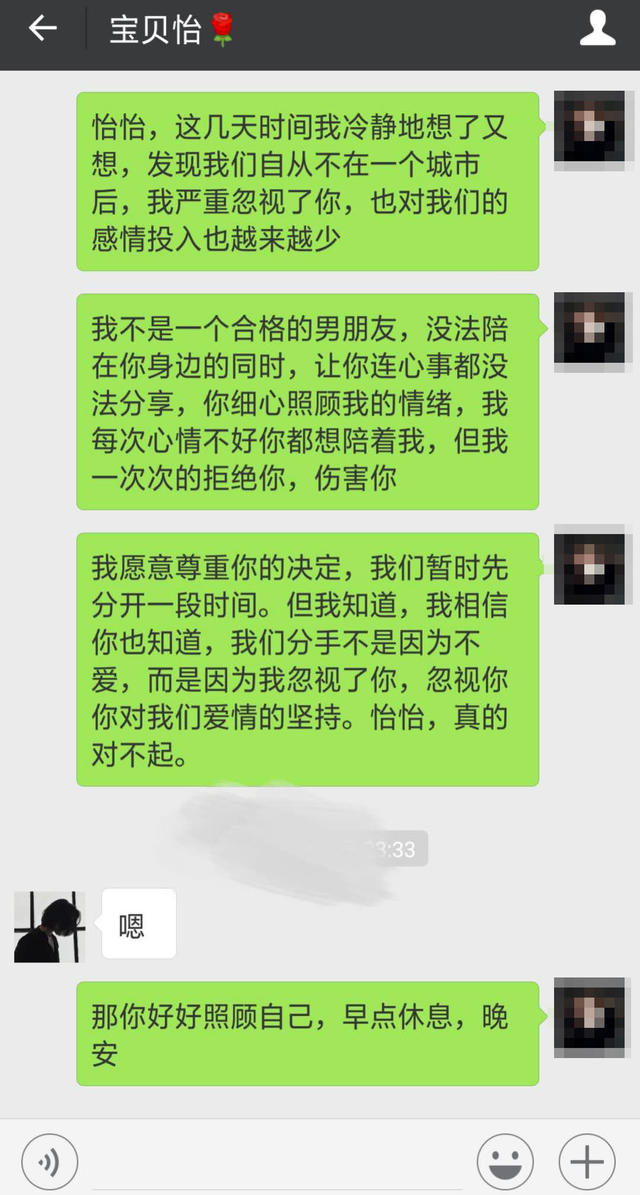 宝贝怡🌹
怡怡，这几天时间我冷静地想了又
想，发现我们自从不在一个城市
后，我严重忽视了你，也对我们的
感情投入也越来越少
我不是一个合格的男朋友，没法陪
在你身边的同时，让你连心事都没
法分享，你细心照顾我的情绪，我
每次心情不好你都想陪着我，但我
一次次的拒绝你，伤害你
我愿意尊重你的决定，我们暂时先
分开一段时间。但我知道，我相信
你也知道，我们分手不是因为不
爱，而是因为我忽视了你，忽视你
你对我们爱情的坚持。怡怡，真的
对不起。
3:33
嗯
那你好好照顾自己，早点休息，晚
安